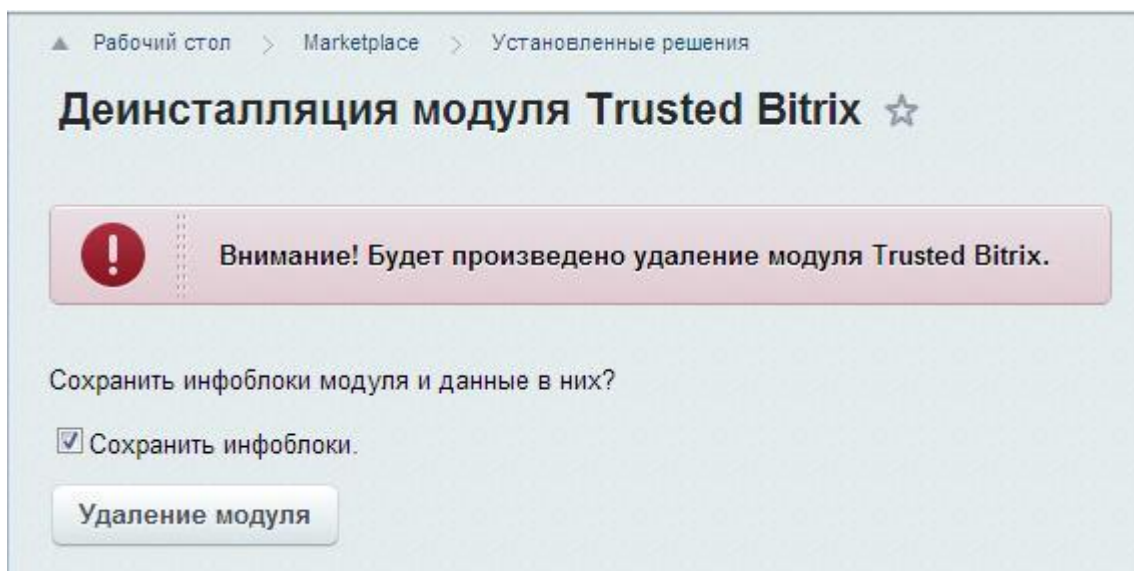 Рабочий стол > Marketplace > Установленные решения
Деинсталляция модуля Trusted Bitrix
Внимание! Будет произведено удаление модуля Trusted Bitrix.
Сохранить инфоблоки модуля и данные в них?
Сохранить инфоблоки.
Удаление модуля